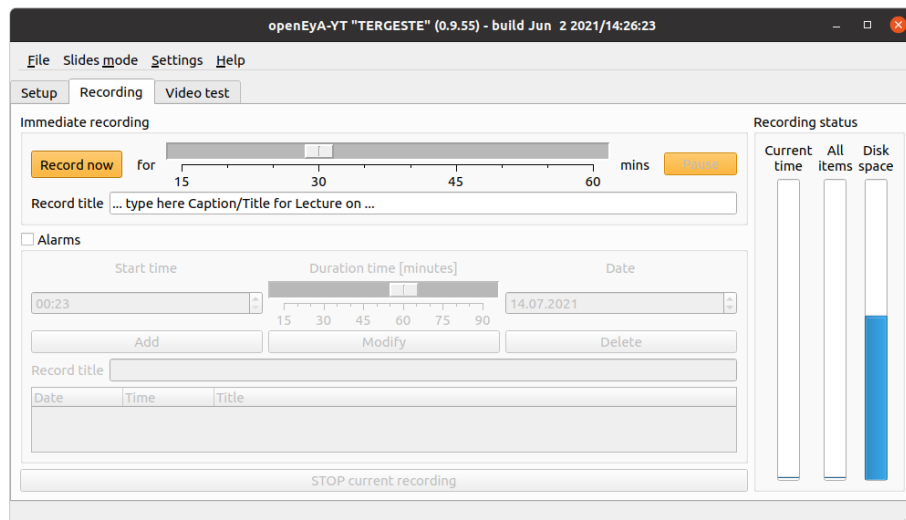 openEyA-YT "TERGESTE" (0.9.55) - build Jun  2 2021/14:26:23
File Slides mode Settings Help
Setup Recording Video test
Immediate recording
Record now for mins Pause
15 30 45 60
Record title ... type here Caption/Title for Lecture on ...
Alarms
Start time Duration time [minutes] Date
00:23 14.07.2021
15 30 45 60 75 90
Add Modify Delete
Record title
Date Time Title
STOP current recording
Recording status
Current All Disk
time items space